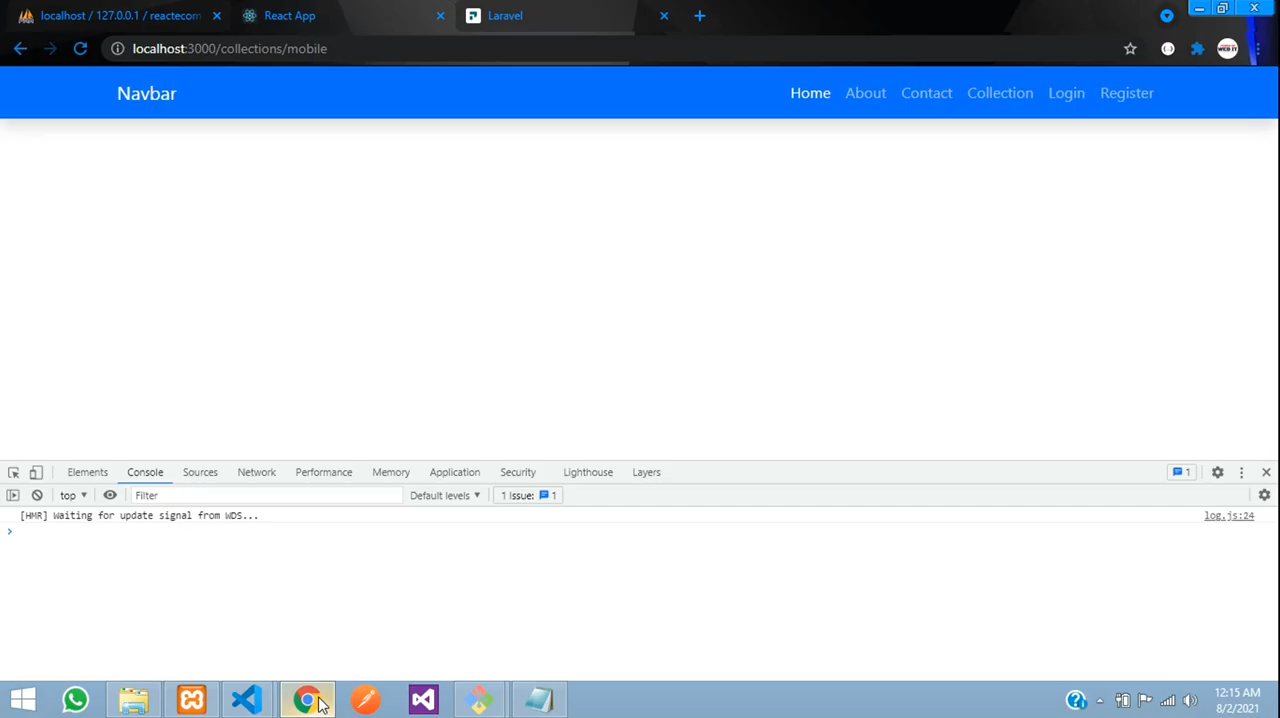 localhost / 127.0.0.1 / reactecom
React App
Laravel
localhost:3000/collections/mobile
Navbar
Home About Contact Collection Login Register
Elements Console Sources Network Performance Memory Application Security Lighthouse Layers 1
top Filter Default levels 1 Issue: 1
[HMR] Waiting for update signal from WDS... log.js:24
12:15 AM
8/2/2021